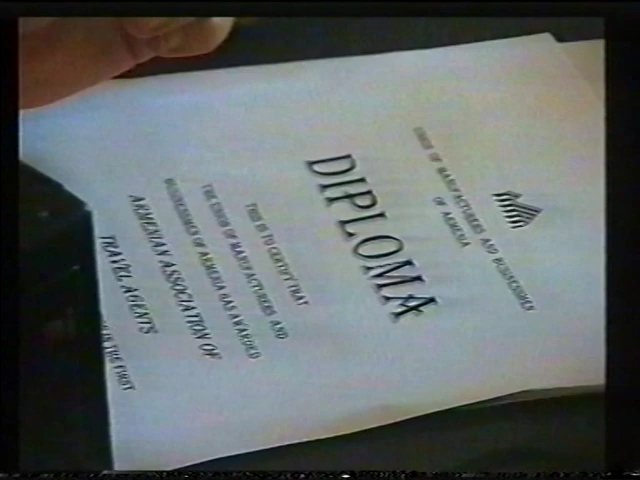 UNION OF MANUFACTURERS AND BUSINESSMEN
OF ARMENIA
DIPLOMA
THIS IS TO CERTIFY THAT
THE UNION OF MANUFACTURERS AND
BUSINESSMEN OF ARMENIA HAS AWARDED
ARMENIAN ASSOCIATION OF
TRAVEL AGENTS
IN THE FIRST